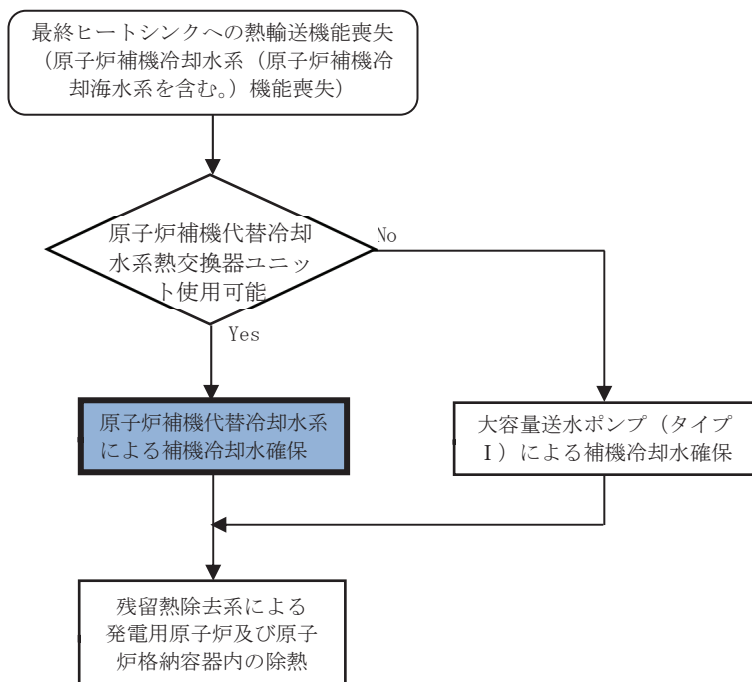 最終ヒートシンクへの熱輸送機能喪失
（原子炉補機冷却水系（原子炉補機冷
却海水系を含む。）機能喪失）
原子炉補機代替冷却
水系熱交換器ユニッ
ト使用可能
No
Yes
原子炉補機代替冷却水系
による補機冷却水確保
大容量送水ポンプ（タイプ
Ⅰ）による補機冷却水確保
残留熱除去系による
発電用原子炉及び原子
炉格納容器内の除熱